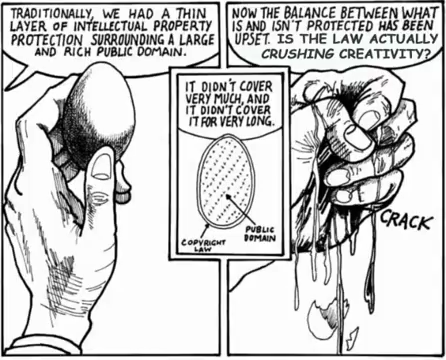 TRADITIONALLY, WE HAD A THIN
LAYER OF INTELLECTUAL PROPERTY
PROTECTION SURROUNDING A LARGE
AND RICH PUBLIC DOMAIN.
IT DIDN'T COVER
VERY MUCH, AND
IT DIDN'T COVER
IT FOR VERY LONG.
COPYRIGHT
LAW
PUBLIC
DOMAIN
NOW THE BALANCE BETWEEN WHAT
IS AND ISN'T PROTECTED HAS BEEN
UPSET. IS THE LAW ACTUALLY
CRUSHING CREATIVITY?
CRACK